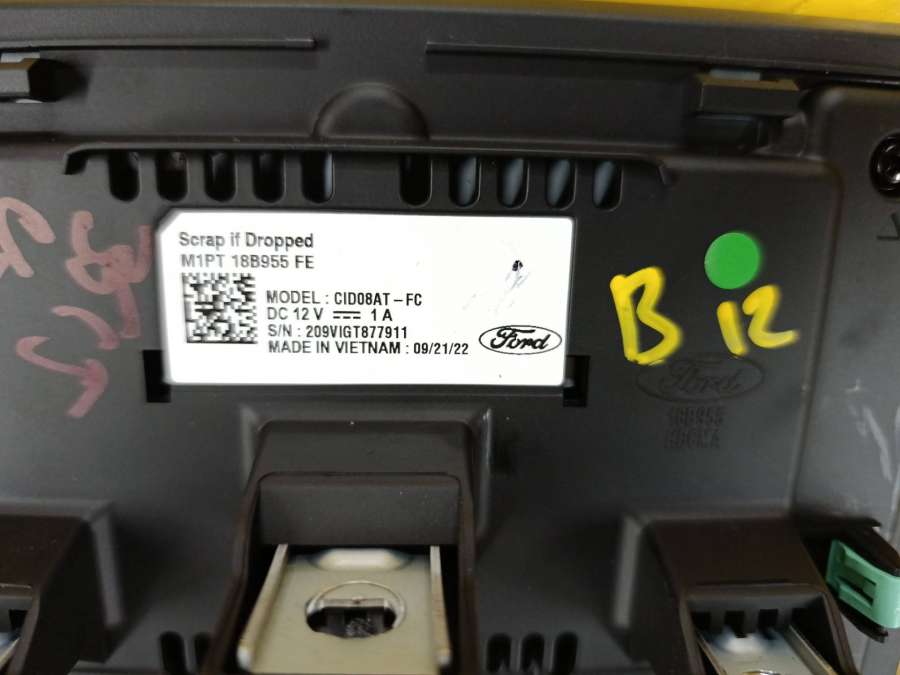 Scrap if Dropped
M1PT 18B955 FE
MODEL : CID08AT-FC
DC 12 V ⎓ 1 A
S/N : 209VIGT877911
MADE IN VIETNAM : 09/21/22
Ford
B 12
Ford
18B955